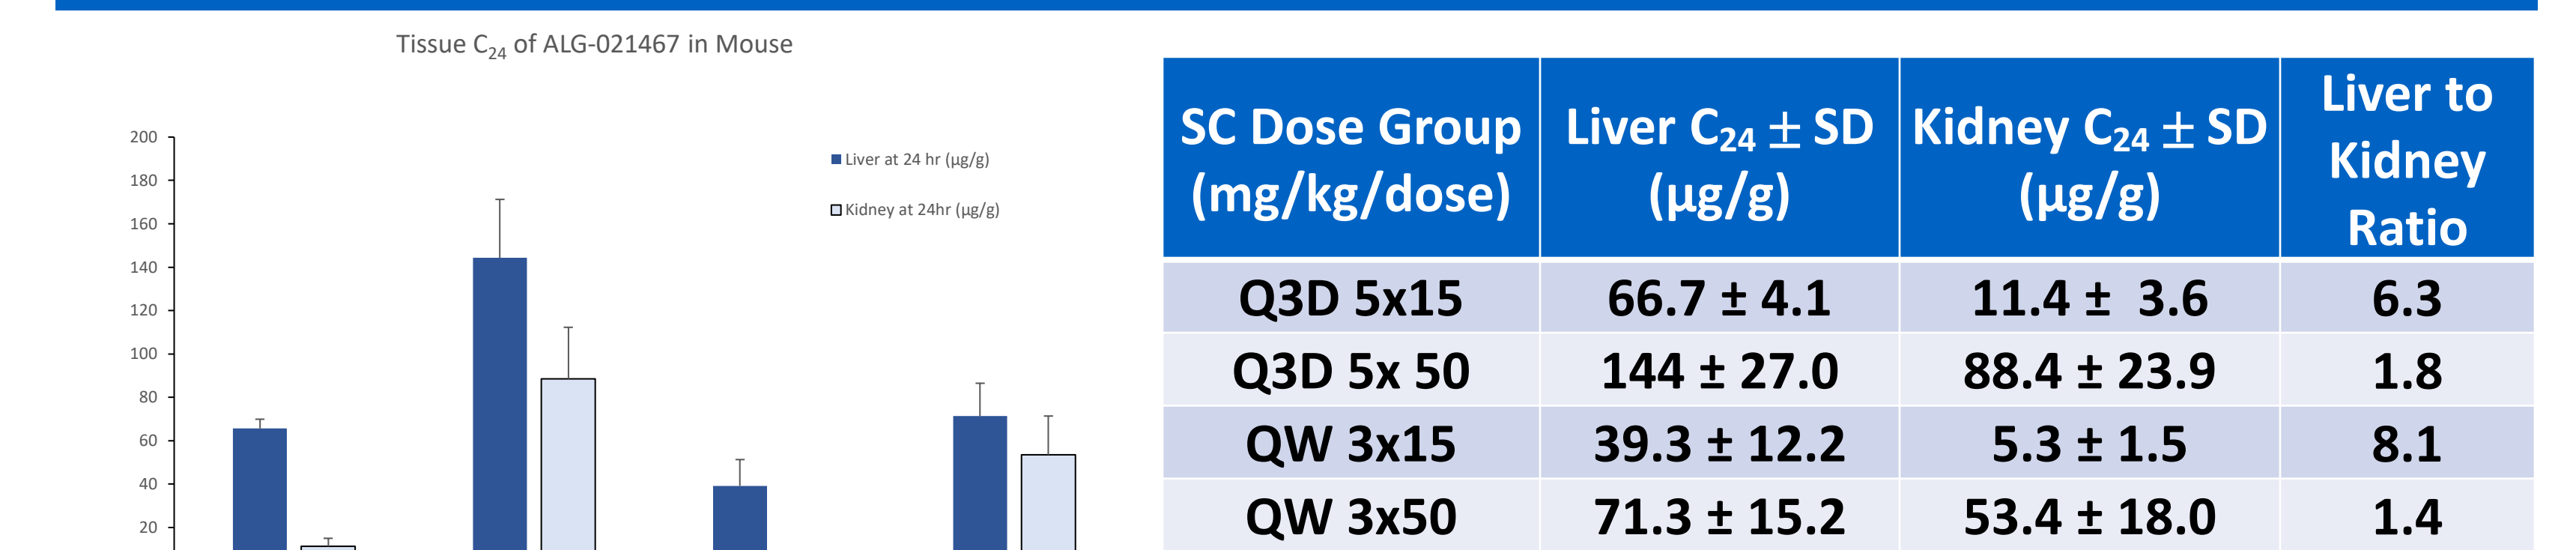 Tissue C24 of ALG-021467 in Mouse
200
180
160
140
120
100
80
60
40
20
Liver at 24 hr (µg/g)
Kidney at 24hr (µg/g)
SC Dose Group (mg/kg/dose) Liver C24 ± SD (µg/g) Kidney C24 ± SD (µg/g) Liver to Kidney Ratio
Q3D 5x15 66.7 ± 4.1 11.4 ± 3.6 6.3
Q3D 5x 50 144 ± 27.0 88.4 ± 23.9 1.8
QW 3x15 39.3 ± 12.2 5.3 ± 1.5 8.1
QW 3x50 71.3 ± 15.2 53.4 ± 18.0 1.4